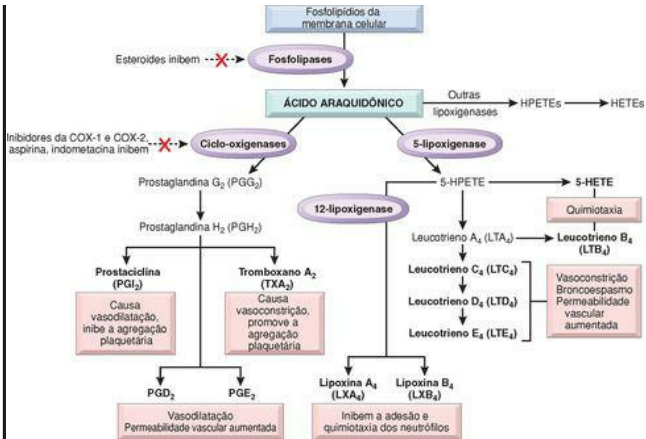 Fosfolipídios da
membrana celular
Esteroides inibem
Fosfolipases
ÁCIDO ARAQUIDÔNICO
Outras
lipoxigenases
HPETEs
HETEs
Inibidores da COX-1 e COX-2,
aspirina, indometacina inibem
Ciclo-oxigenases
5-lipoxigenase
Prostaglandina G₂ (PGG₂)
5-HPETE
5-HETE
12-lipoxigenase
Quimiotaxia
Prostaglandina H₂ (PGH₂)
Leucotrieno A₄ (LTA₄)
Leucotrieno B₄
(LTB₄)
Prostaciclina
(PGI₂)
Tromboxano A₂
(TXA₂)
Leucotrieno C₄ (LTC₄)
Causa
vasodilatação,
inibe a agregação
plaquetária
Causa
vasoconstrição,
promove a
agregação
plaquetária
Leucotrieno D₄ (LTD₄)
Leucotrieno E₄ (LTE₄)
Vasoconstrição
Broncoespasmo
Permeabilidade
vascular
aumentada
PGD₂
PGE₂
Lipoxina A₄
(LXA₄)
Lipoxina B₄
(LXB₄)
Vasodilatação
Permeabilidade vascular aumentada
Inibem a adesão e
quimiotaxia dos neutrófilos